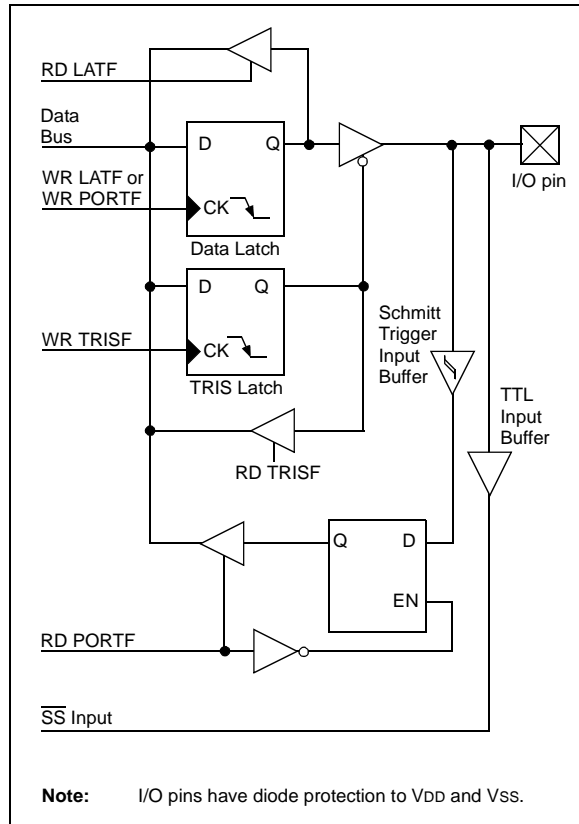 RD LATF
Data
Bus
D Q
WR LATF or
WR PORTF
CK
I/O pin
Data Latch
D Q
WR TRISF
CK
TRIS Latch
Schmitt
Trigger
Input
Buffer
TTL
Input
Buffer
RD TRISF
Q D
EN
RD PORTF
SS Input
Note: I/O pins have diode protection to VDD and VSS.